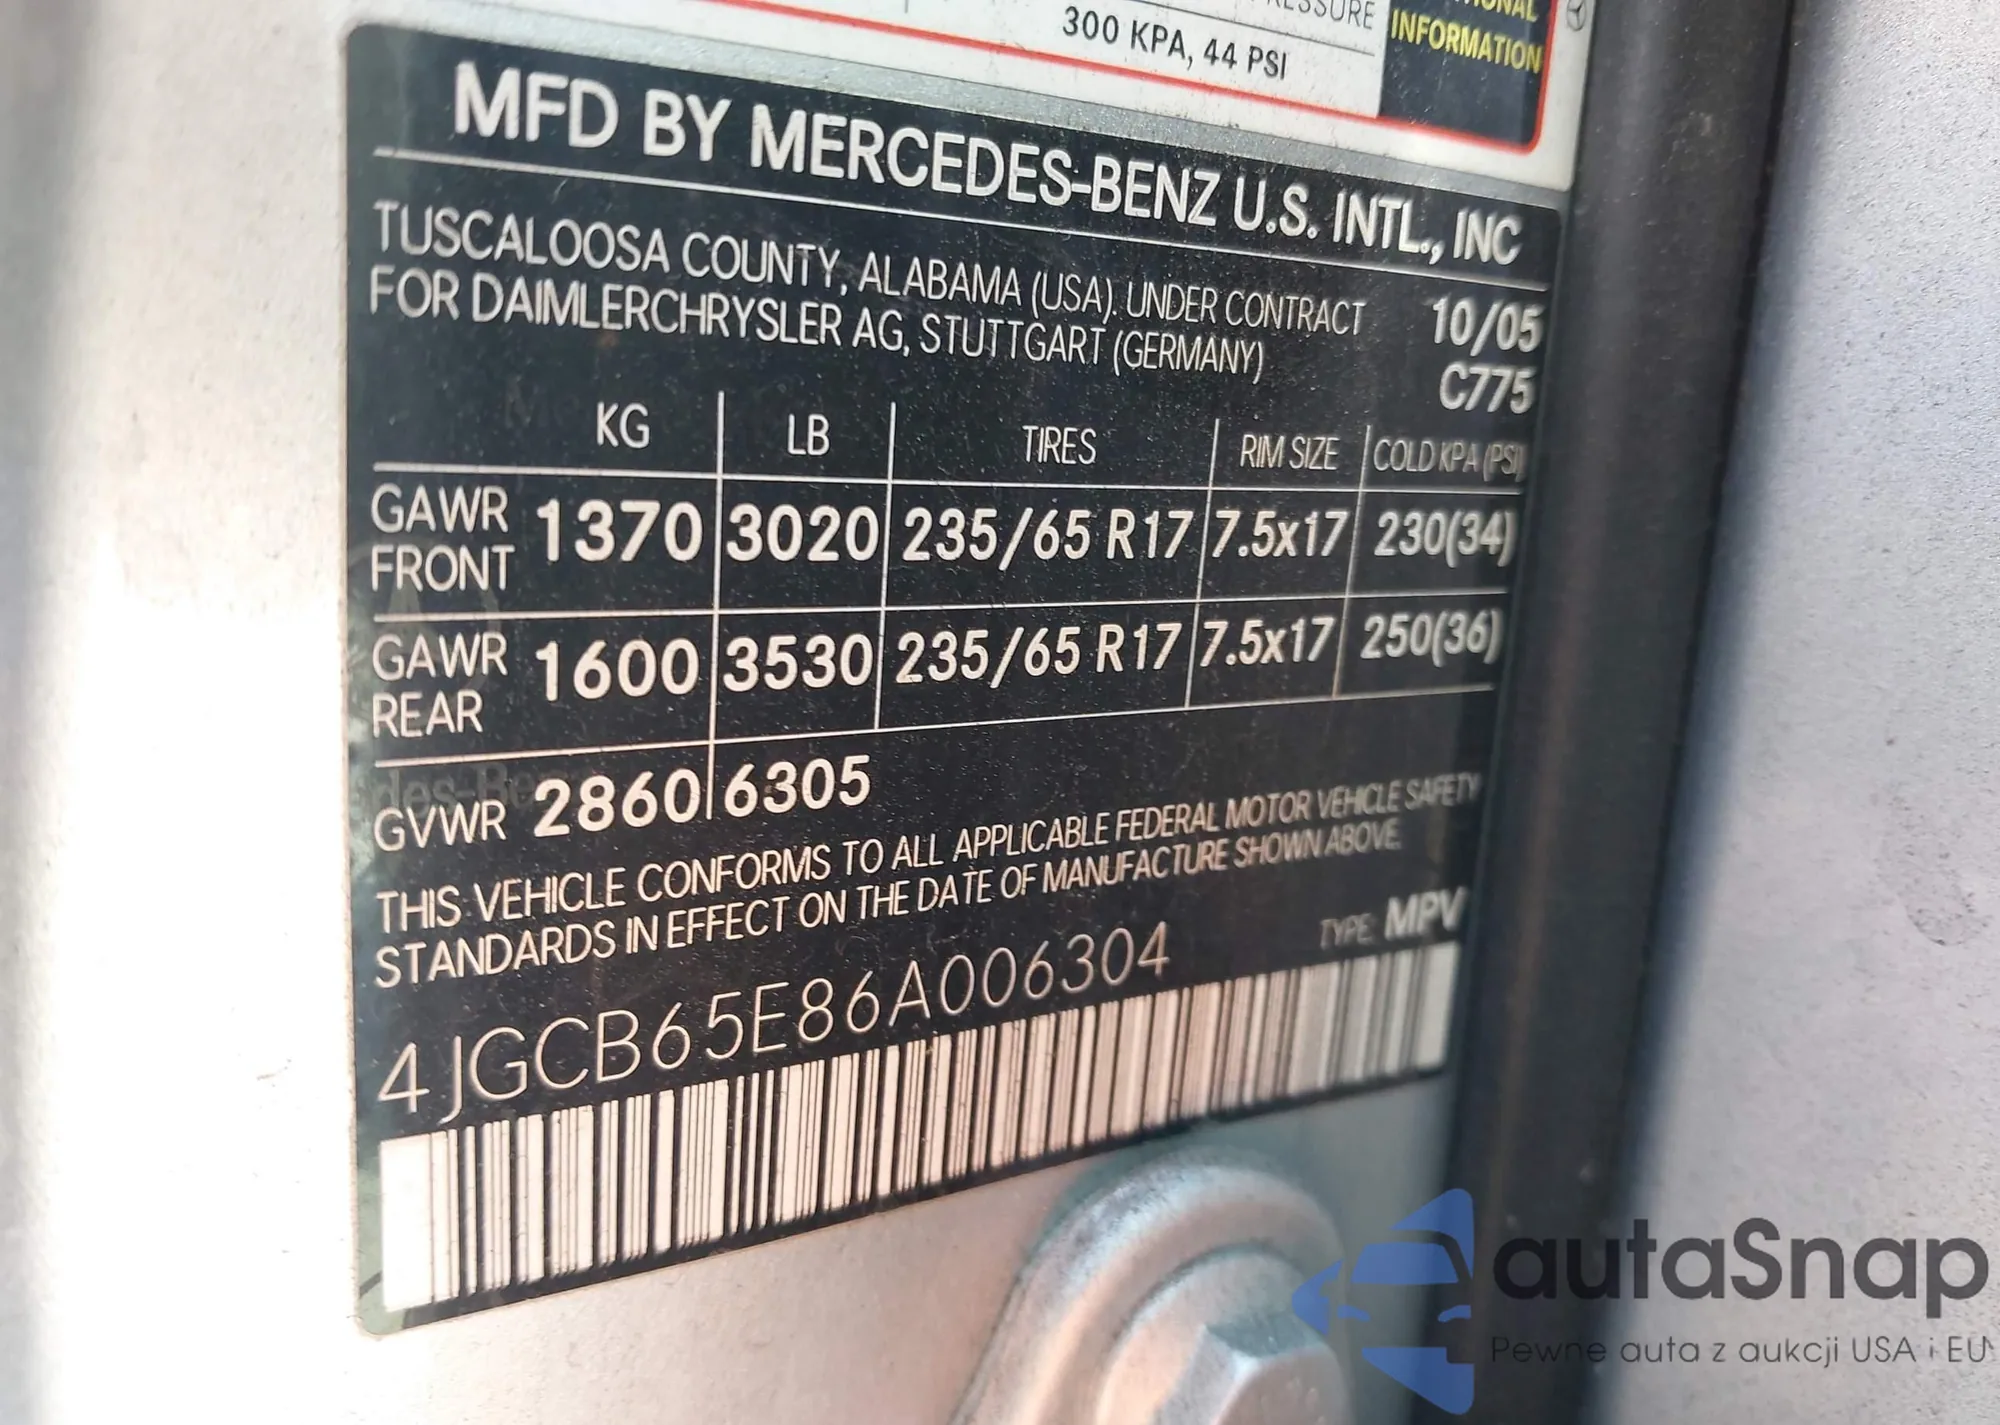 300 KPA, 44 PSI
INFORMATION
MFD BY MERCEDES-BENZ U.S. INTL., INC
TUSCALOOSA COUNTY, ALABAMA (USA). UNDER CONTRACT
FOR DAIMLERCHRYSLER AG, STUTTGART (GERMANY)
10/05
C775
KG LB TIRES RIM SIZE COLD KPA (PSI)
GAWR FRONT 1370 3020 235/65 R17 7.5x17 230(34)
GAWR REAR 1600 3530 235/65 R17 7.5x17 250(36)
GVWR 2860 6305
THIS VEHICLE CONFORMS TO ALL APPLICABLE FEDERAL MOTOR VEHICLE SAFETY
STANDARDS IN EFFECT ON THE DATE OF MANUFACTURE SHOWN ABOVE.
4JGCB65E86A006304
TYPE: MPV
autaSnap
Pewne auta z aukcji USA i EU